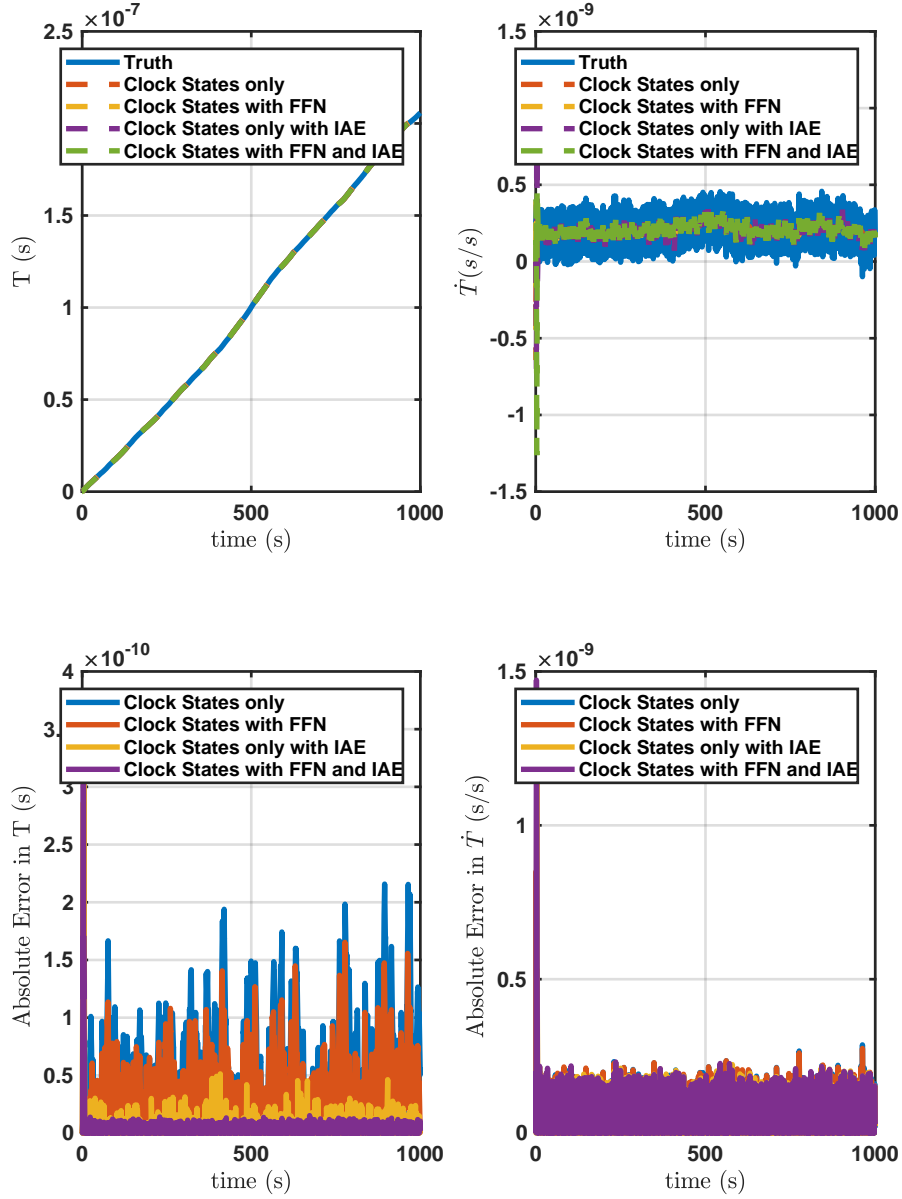 ×10-7
2.5
Truth
Clock States only
Clock States with FFN
Clock States only with IAE
Clock States with FFN and IAE
1.5
1
0.5
0
T (s)
0
500
1000
time (s)
×10-9
1.5
Truth
Clock States only
Clock States with FFN
Clock States only with IAE
Clock States with FFN and IAE
0.5
0
-0.5
-1
-1.5
Ṫ(s/s)
0
500
1000
time (s)
×10-10
4
Clock States only
Clock States with FFN
Clock States only with IAE
Clock States with FFN and IAE
3.
3
2.5
2
1.5
1
0.5
0
Absolute Error in T (s)
0
500
1000
time (s)
×10-9
1.5
Clock States only
Clock States with FFN
Clock States only with IAE
Clock States with FFN and IAE
1
0.5
0
Absolute Error in Ṫ (s/s)
0
500
1000
time (s)